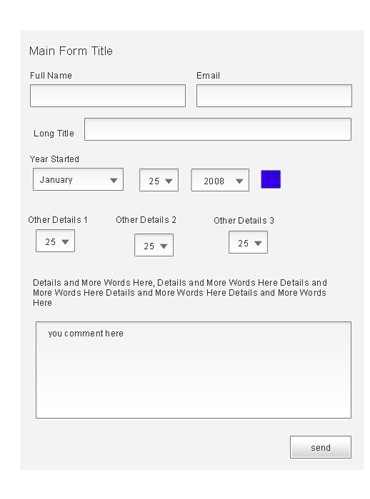 Main Form Title
Full Name Email
Long Title
Year Started
January 25 2008
Other Details 1 Other Details 2 Other Details 3
25 25 25
Details and More Words Here, Details and More Words Here Details and
More Words Here Details and More Words Here Details and More Words
Here
you comment here
send